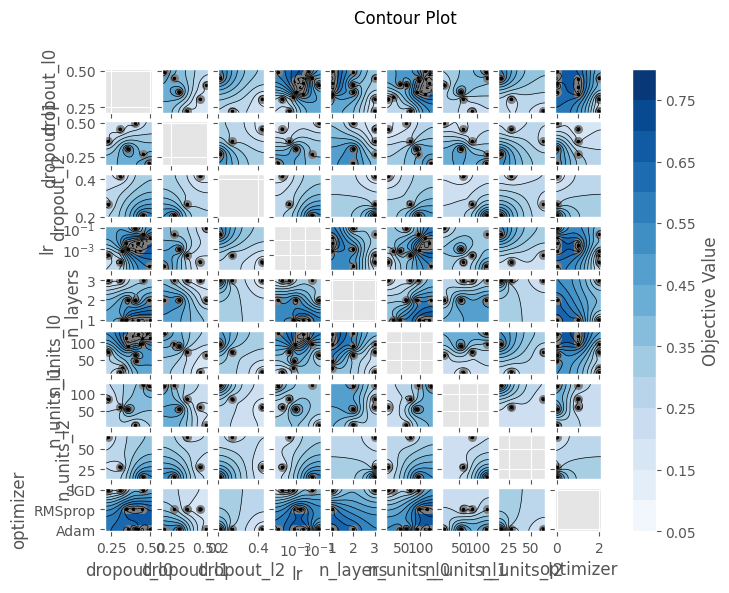 Contour Plot
dropout_l0
0.50
0.25
dropout_l1
0.50
0.25
dropout_l2
0.4
0.2
lr
10⁻¹
10⁻³
n_layers
3
2
1
n_units_l0
100
50
n_units_l1
100
50
n_units_l2
50
25
optimizer
SGD
RMSprop
Adam
0.25 0.50 0.25 0.50 0.2 0.4 1 2 3 50 100 50 100 25 50 0 2
dropout_l0 dropout_l1 dropout_l2 lr n_layers n_units_l0 n_units_l1 n_units_l2 optimizer
0.75
0.65
0.55
0.45
0.35
0.25
0.15
0.05
Objective Value